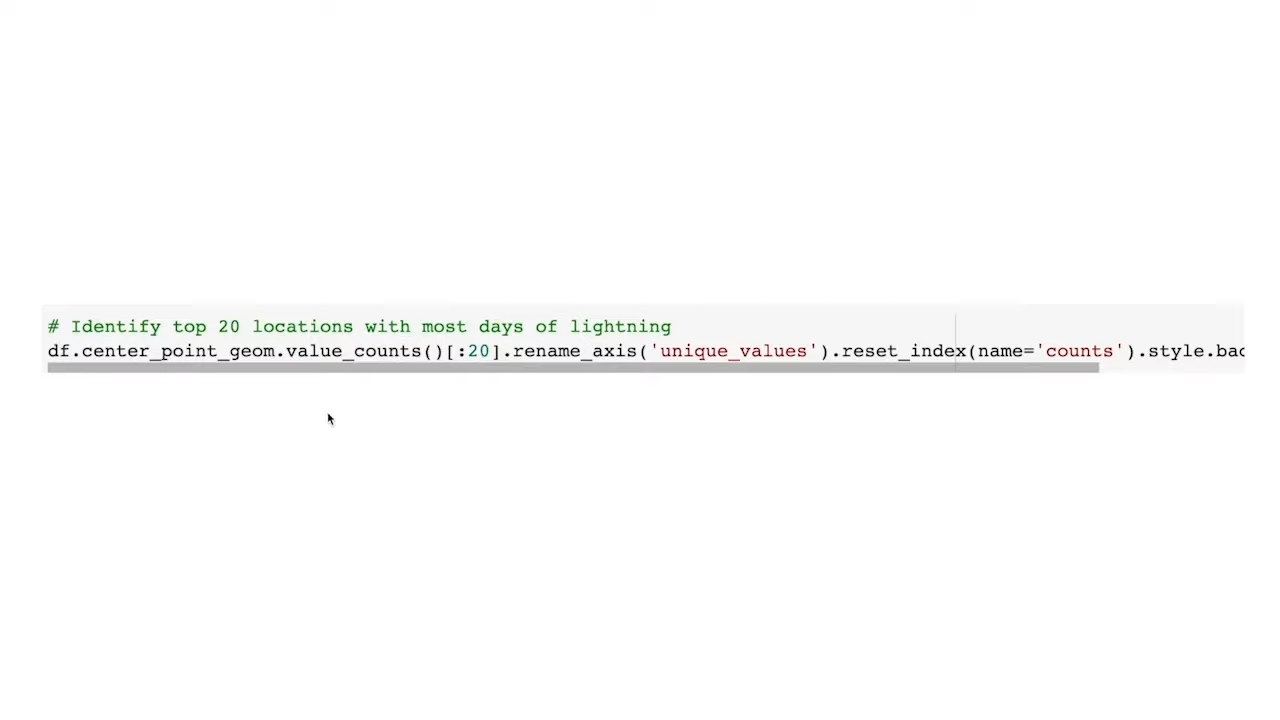 # Identify top 20 locations with most days of lightning
df.center_point_geom.value_counts()[:20].rename_axis('unique_values').reset_index(name='counts').style.bac